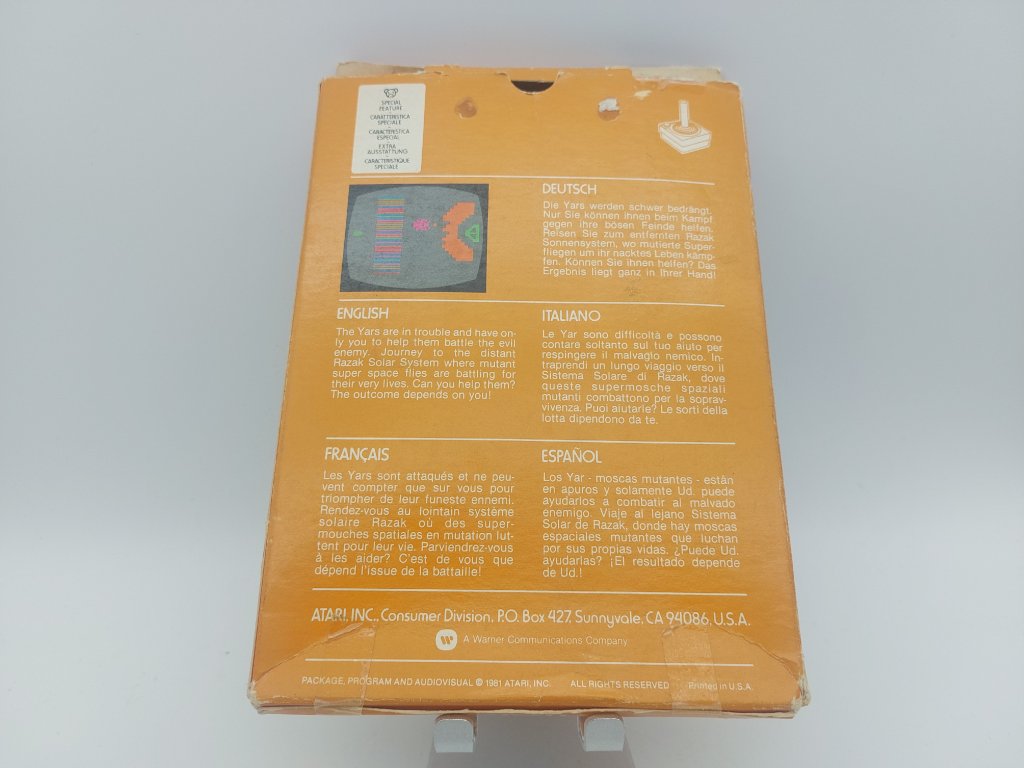 SPECIAL
FEATURE
CARATTERISTICA
SPECIALE
CARACTERISTICA
ESPECIAL
EXTRA
AUSSTATTUNG
CARACTERISTIQUE
SPECIALE
DEUTSCH
Die Yars werden schwer bedrängt.
Nur Sie können ihnen beim Kampf
gegen ihre bösen Feinde helfen.
Reisen Sie zum entfernten Razak
Sonnensystem, wo mutierte Super-
fliegen um ihr nacktes Leben kämp-
fen. Können Sie ihnen helfen? Das
Ergebnis liegt ganz in Ihrer Hand!
ENGLISH
The Yars are in trouble and have on-
ly you to help them battle the evil
enemy. Journey to the distant
Razak Solar System where mutant
super space flies are battling for
their very lives. Can you help them?
The outcome depends on you!
ITALIANO
Le Yar sono difficoltà e possono
contare soltanto sul tuo aiuto per
respingere il malvagio nemico. In-
traprendi un lungo viaggio verso il
Sistema Solare di Razak, dove
queste supermosche spaziali
mutanti combattono per la soprav-
vivenza. Puoi aiutarle? Le sorti della
lotta dipendono da te.
FRANÇAIS
Les Yars sont attaqués et ne peu-
vent compter que sur vous pour
triompher de leur funeste ennemi.
Rendez-vous au lointain système
solaire Razak où des super-
mouches spatiales en mutation lut-
tent pour leur vie. Parviendrez-vous
à les aider? C'est de vous que
dépend l'issue de la battaille!
ESPAÑOL
Los Yar - moscas mutantes - están
en apuros y solamente Ud. puede
ayudarlos a combatir al malvado
enemigo. Viaje al lejano Sistema
Solar de Razak, donde hay moscas
espaciales mutantes que luchan
por sus propias vidas. ¿Puede Ud.
ayudarlas? ¡El resultado depende
de Ud.!
ATARI, INC., Consumer Division, P.O. Box 427, Sunnyvale, CA 94086, U.S.A.
A Warner Communications Company
PACKAGE, PROGRAM AND AUDIOVISUAL © 1981 ATARI, INC. ALL RIGHTS RESERVED Printed in U.S.A.